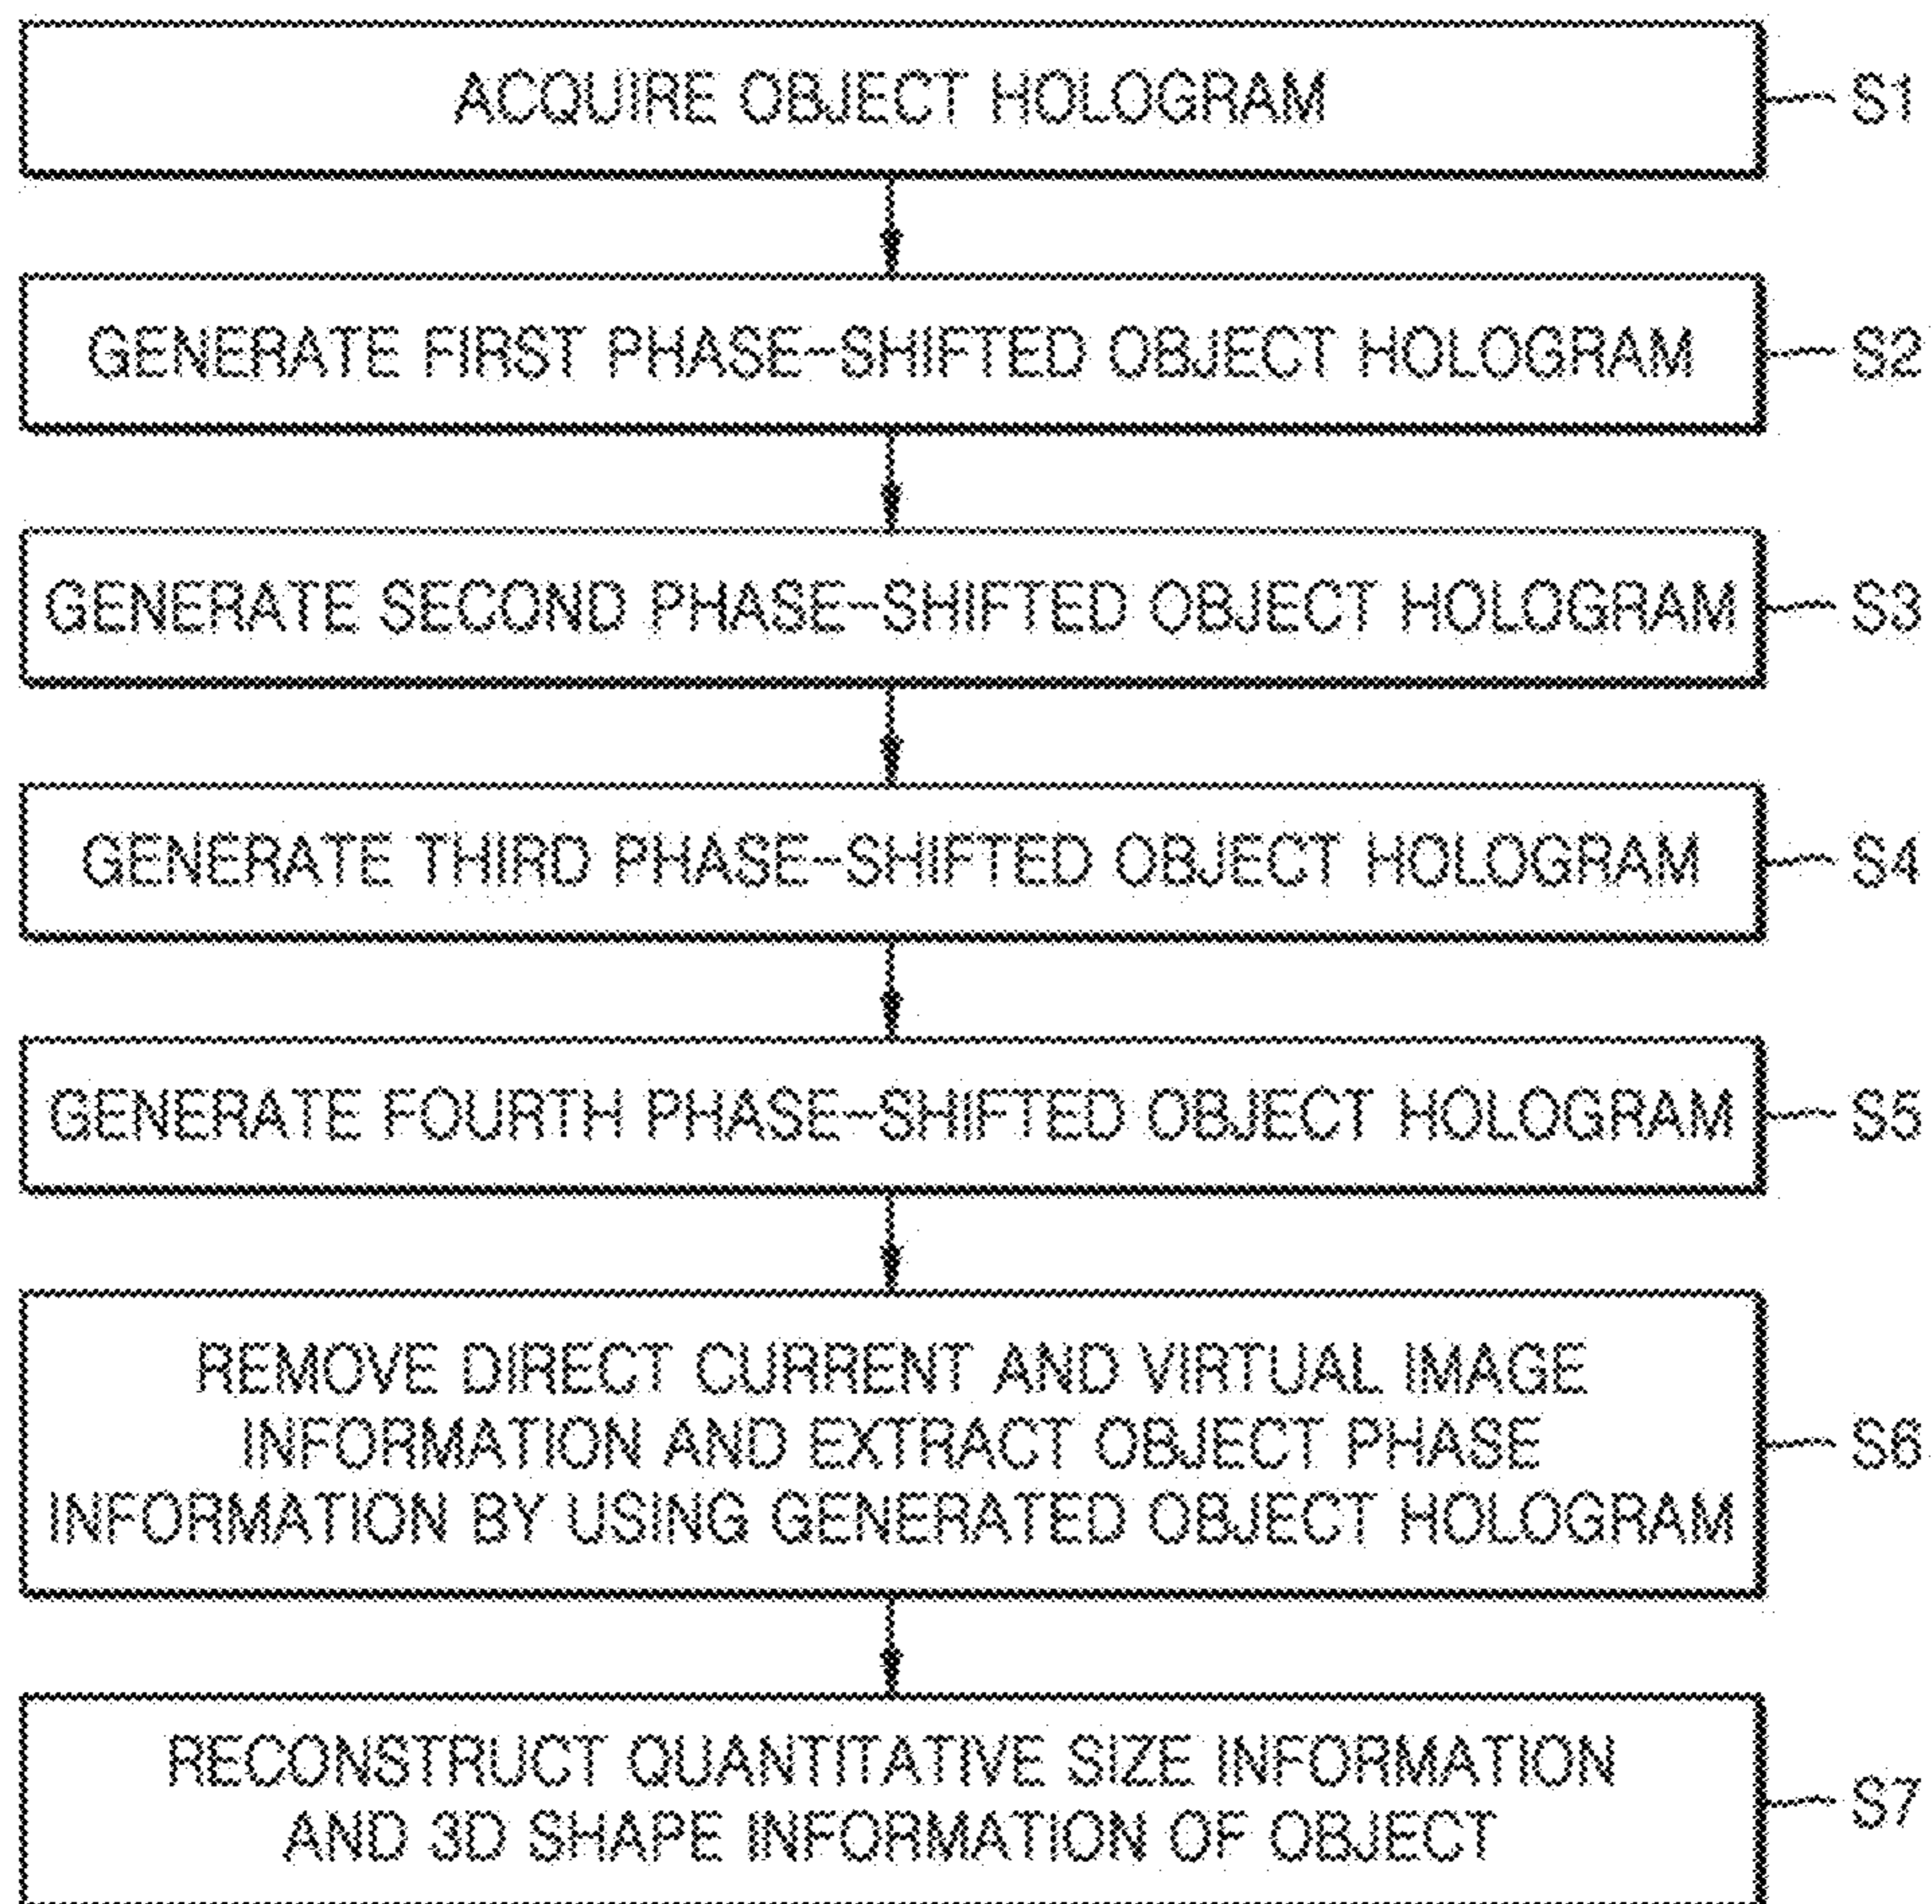 ACQUIRE OBJECT HOLOGRAM
S1
GENERATE FIRST PHASE-SHIFTED OBJECT HOLOGRAM
S2
GENERATE SECOND PHASE-SHIFTED OBJECT HOLOGRAM
S3
GENERATE THIRD PHASE-SHIFTED OBJECT HOLOGRAM
S4
GENERATE FOURTH PHASE-SHIFTED OBJECT HOLOGRAM
S5
REMOVE DIRECT CURRENT AND VIRTUAL IMAGE
INFORMATION AND EXTRACT OBJECT PHASE
INFORMATION BY USING GENERATED OBJECT HOLOGRAM
S6
RECONSTRUCT QUANTITATIVE SIZE INFORMATION
AND 3D SHAPE INFORMATION OF OBJECT
S7